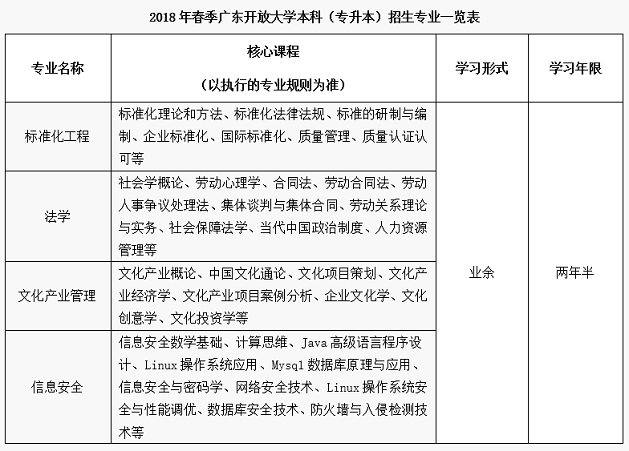 2018 年春季广东开放大学本科（专升本）招生专业一览表
专业名称
核心课程
（以执行的专业规则为准）
学习形式
学习年限
标准化工程
标准化理论和方法、标准化法律法规、标准的研制与编
制、企业标准化、国际标准化、质量管理、质量认证认
可等
法学
社会学概论、劳动心理学、合同法、劳动合同法、劳动
人事争议处理法、集体谈判与集体合同、劳动关系理论
与实务、社会保障法学、当代中国政治制度、人力资源
管理等
文化产业管理
文化产业概论、中国文化通论、文化项目策划、文化产
业经济学、文化产业项目案例分析、企业文化学、文化
创意学、文化投资学等
信息安全
信息安全数学基础、计算思维、Java 高级语言程序设
计、Linux 操作系统应用、Mysql 数据库原理与应用、
信息安全与密码学、网络安全技术、Linux 操作系统安
全与性能调优、数据库安全技术、防火墙与入侵检测技
术等
业余
两年半